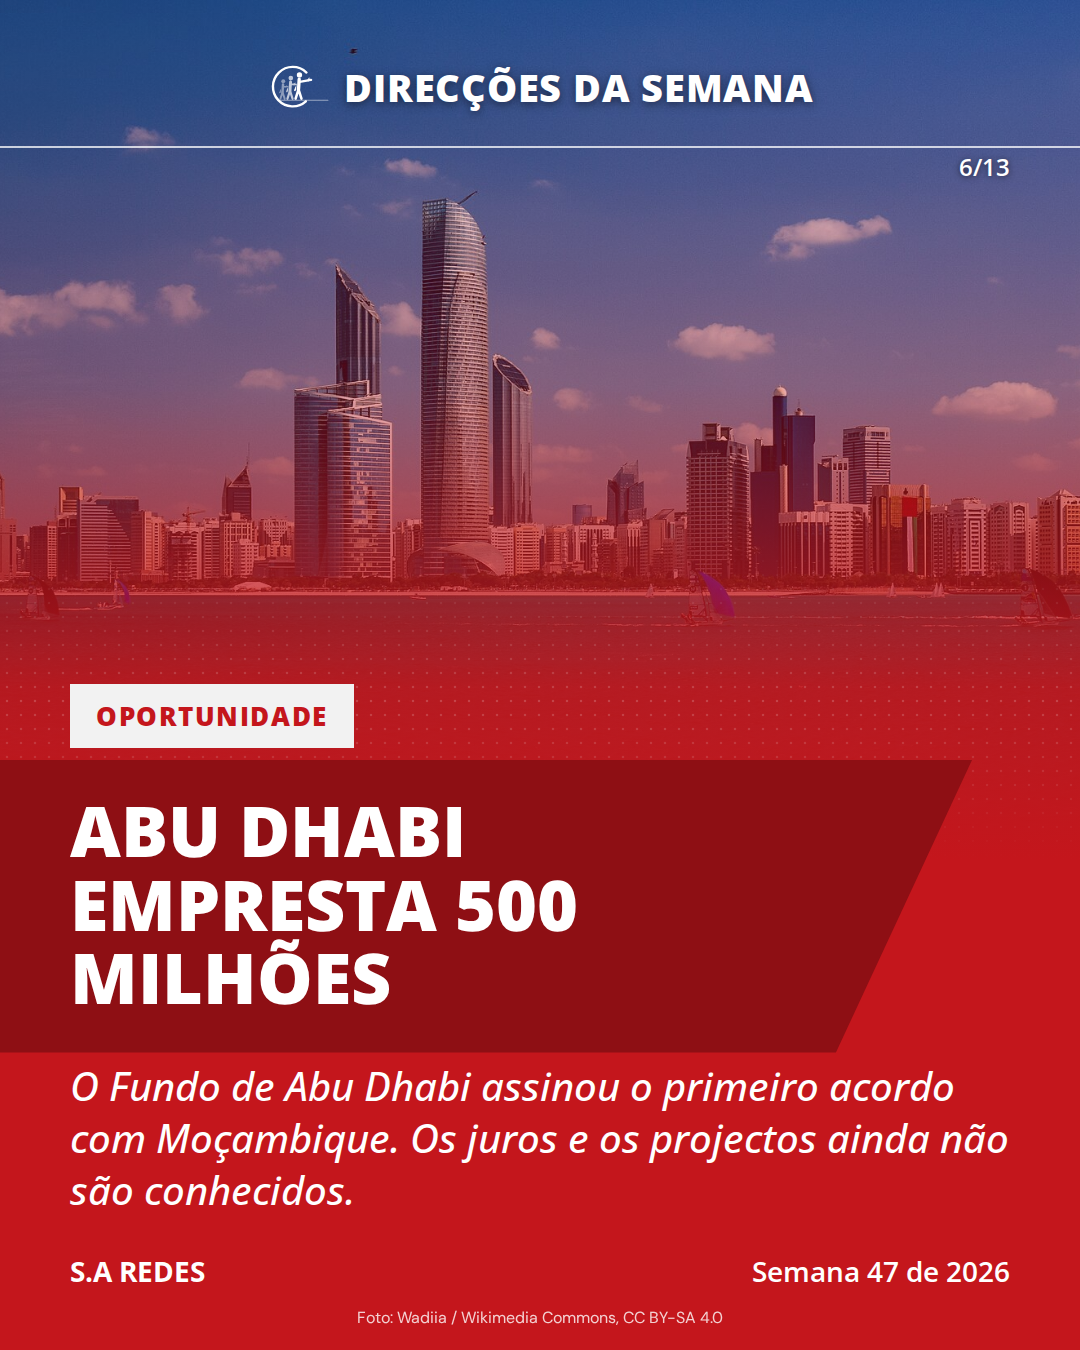 DIRECÇÕES DA SEMANA
6/13
OPORTUNIDADE
ABU DHABI
EMPRESTA 500
MILHÕES
O Fundo de Abu Dhabi assinou o primeiro acordo
com Moçambique. Os juros e os projectos ainda não
são conhecidos.
S.A REDES
Semana 47 de 2026
Foto: Wadiia / Wikimedia Commons, CC BY-SA 4.0